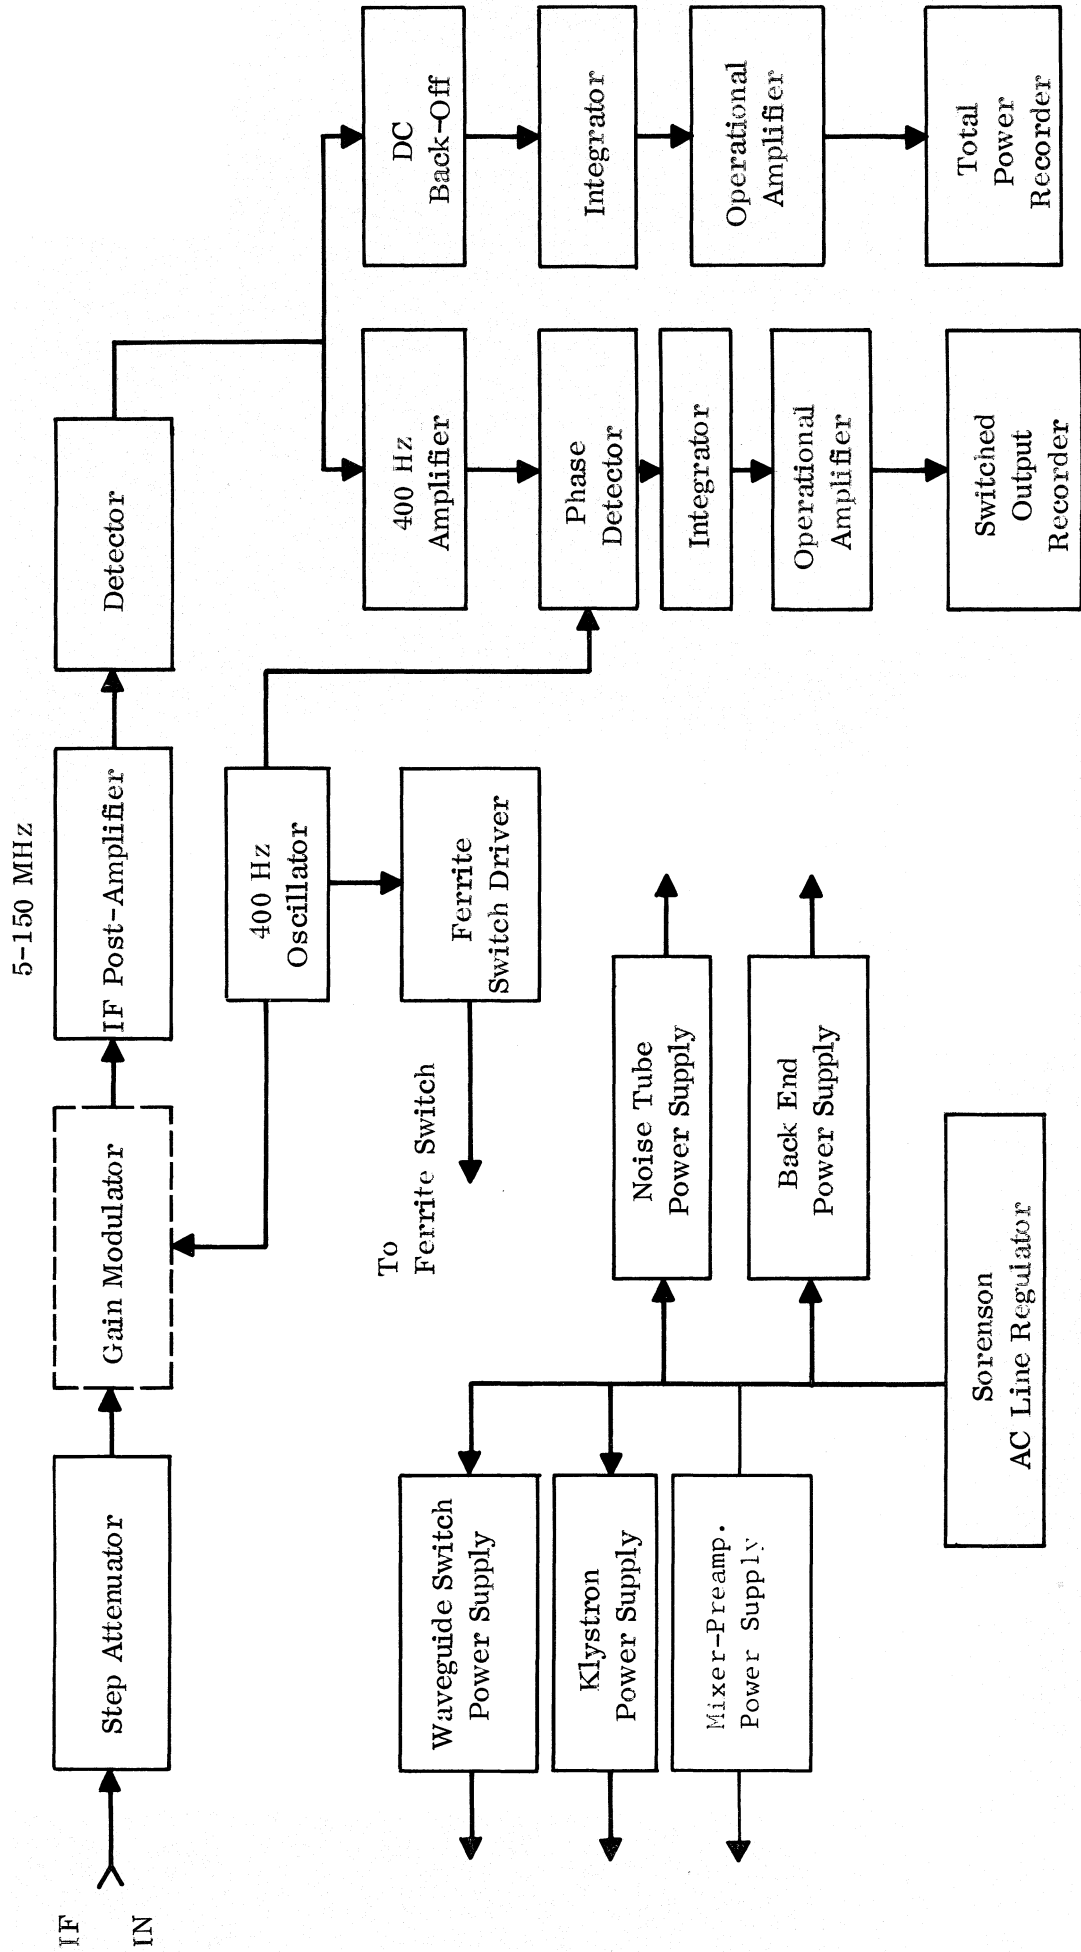 5-150 MHz
IF
IN
Step Attenuator
Gain Modulator
IF Post-Amplifier
Detector
400 Hz
Oscillator
Ferrite
Switch Driver
To
Ferrite Switch
400 Hz
Amplifier
DC
Back-Off
Phase
Detector
Integrator
Integrator
Operational
Amplifier
Operational
Amplifier
Switched
Output
Recorder
Total
Power
Recorder
Waveguide Switch
Power Supply
Klystron
Power Supply
Mixer-Preamp.
Power Supply
Noise Tube
Power Supply
Back End
Power Supply
Sorenson
AC Line Regulator